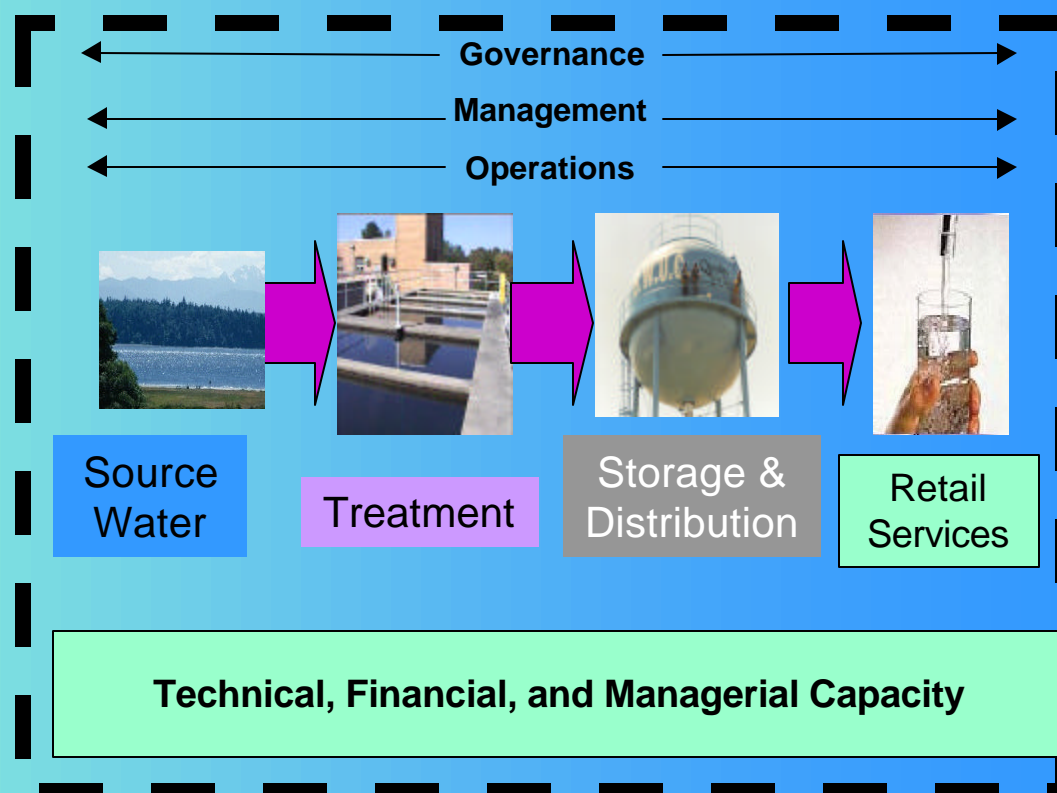 Governance
Management
Operations
Source
Water
Treatment
Storage &
Distribution
Retail
Services
Technical, Financial, and Managerial Capacity